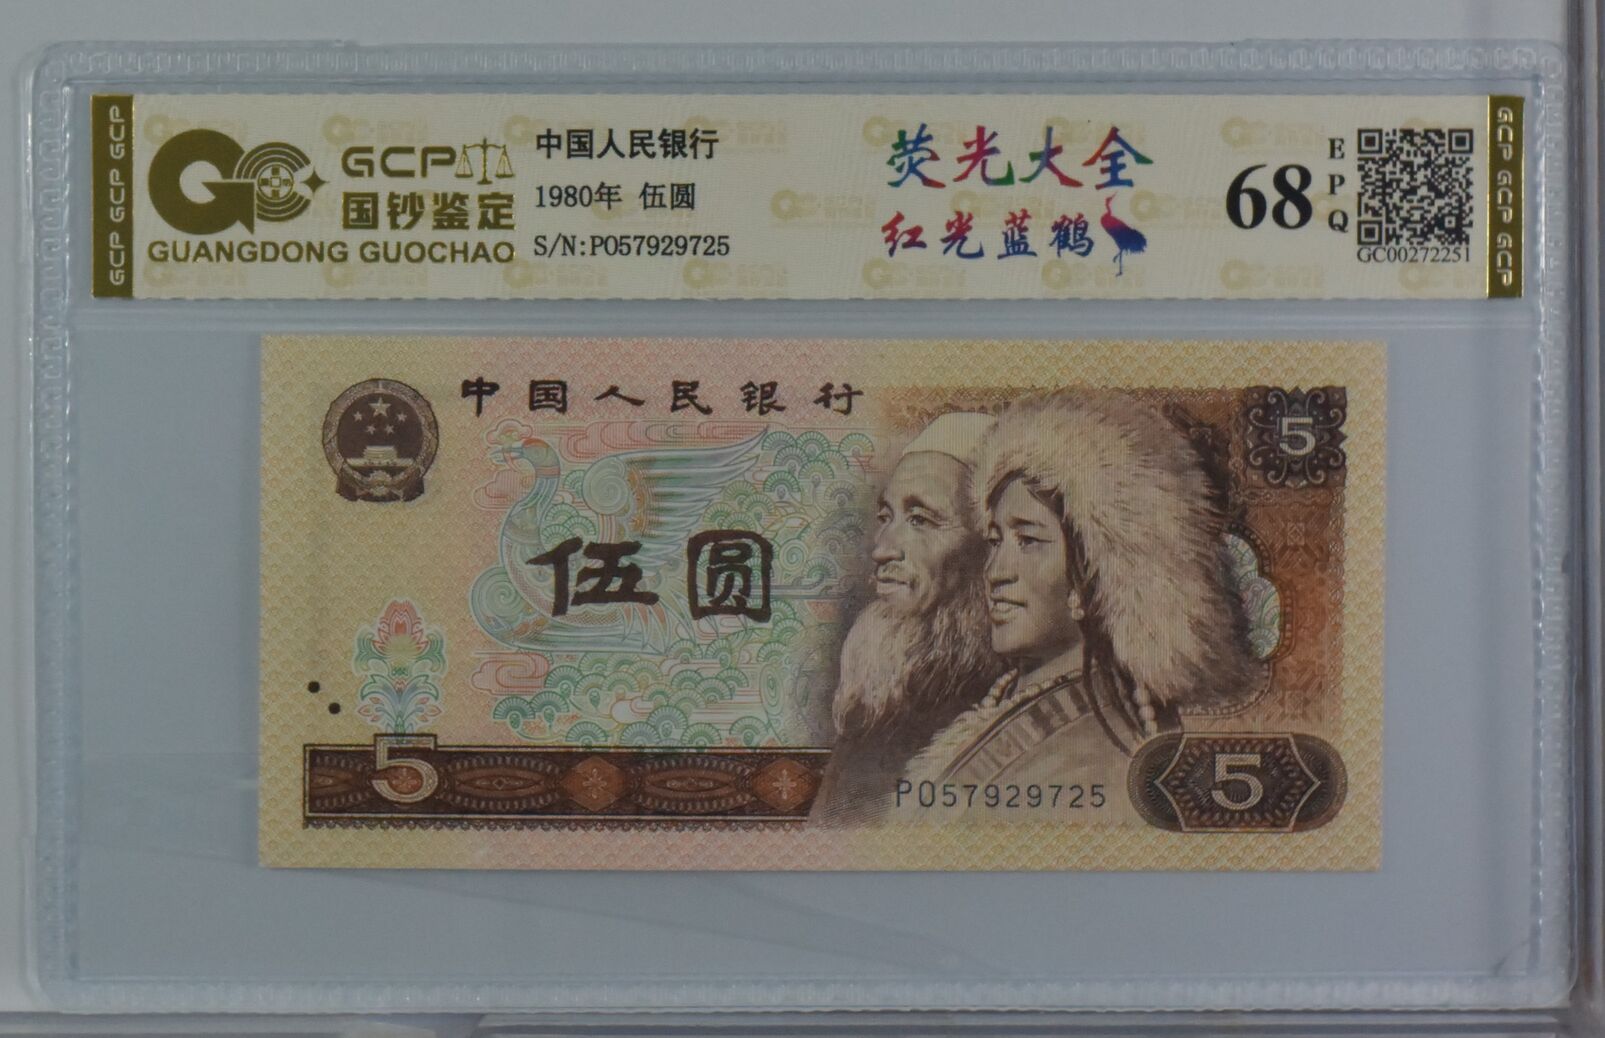 GCP GCP GCP
GCP
国钞鉴定
GUANGDONG GUOCHAO
中国人民银行
1980年 伍圆
S/N:P057929725
荧光大全
红光蓝鹤
68
EPQ
GC00272251
GCP GCP GCP
中国人民银行
5
伍圆
5
P057929725
5